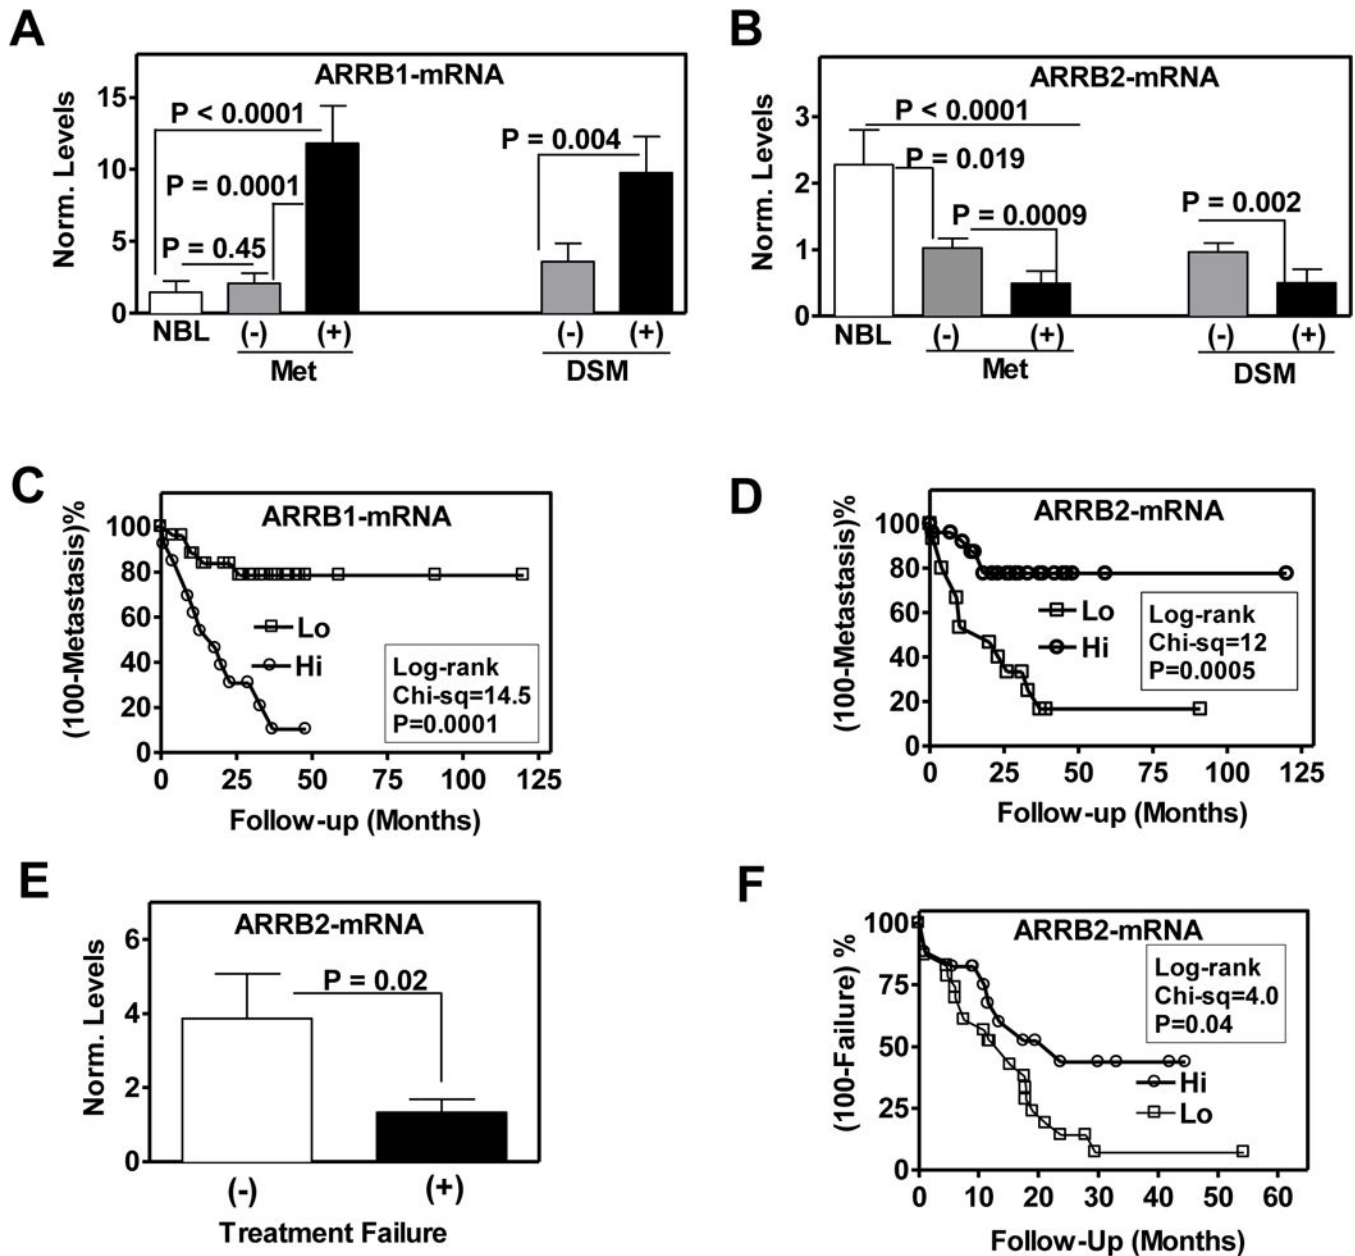 A
ARRB1-mRNA
Norm. Levels
15
10
5
0
P < 0.0001
P = 0.0001
P = 0.45
P = 0.004
NBL (-) (+) (-) (+)
Met DSM
B
ARRB2-mRNA
Norm. Levels
3
2
1
0
P < 0.0001
P = 0.019
P = 0.0009
P = 0.002
NBL (-) (+) (-) (+)
Met DSM
C
ARRB1-mRNA
(100-Metastasis)%
100
80
60
40
20
0
Lo
Hi
Log-rank
Chi-sq=14.5
P=0.0001
0 25 50 75 100 125
Follow-up (Months)
D
ARRB2-mRNA
(100-Metastasis)%
100
80
60
40
20
0
Lo
Hi
Log-rank
Chi-sq=12
P=0.0005
0 25 50 75 100 125
Follow-up (Months)
E
ARRB2-mRNA
Norm. Levels
6
4
2
0
P = 0.02
(-) (+)
Treatment Failure
F
ARRB2-mRNA
(100-Failure) %
100
75
50
25
0
Log-rank
Chi-sq=4.0
P=0.04
Hi
Lo
0 10 20 30 40 50 60
Follow-Up (Months)